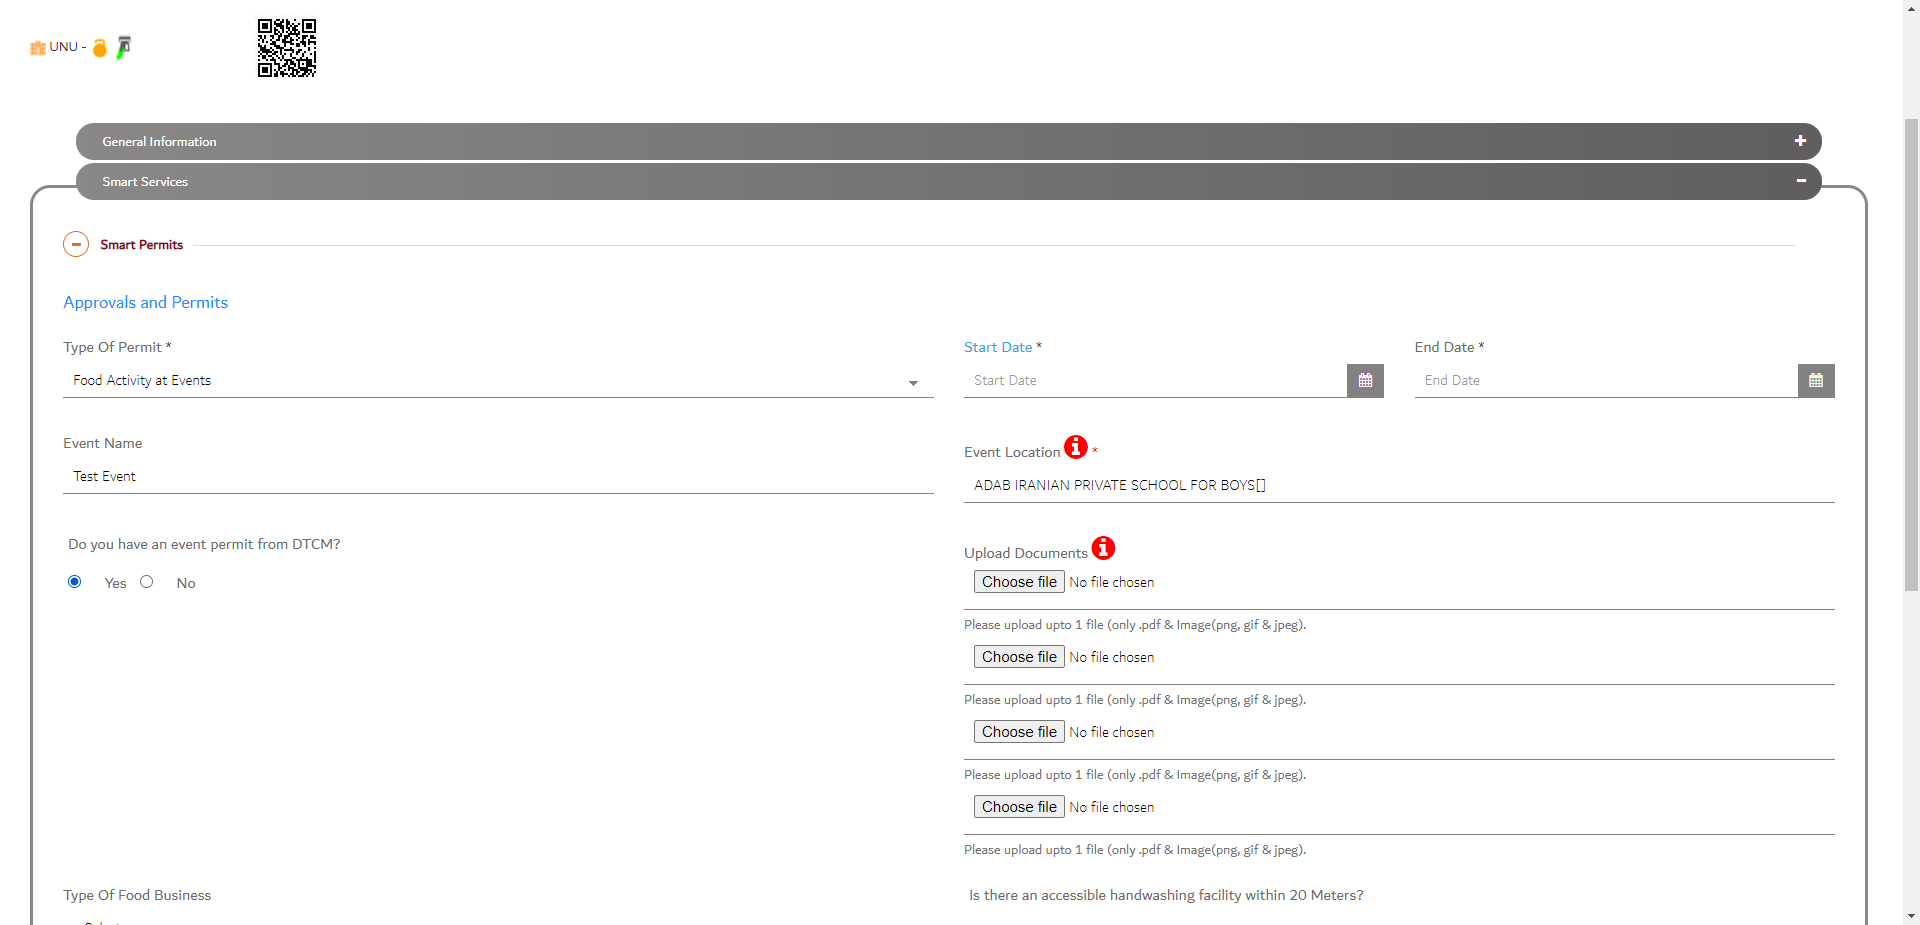 UNU -
General Information
Smart Services
Smart Permits
Approvals and Permits
Type Of Permit *
Start Date *
End Date *
Food Activity at Events
Start Date
End Date
Event Name
Event Location *
Test Event
ADAB IRANIAN PRIVATE SCHOOL FOR BOYS[]
Do you have an event permit from DTCM?
Upload Documents
Yes No
Choose file No file chosen
Please upload upto 1 file (only .pdf & Image(png, gif & jpeg).
Choose file No file chosen
Please upload upto 1 file (only .pdf & Image(png, gif & jpeg).
Choose file No file chosen
Please upload upto 1 file (only .pdf & Image(png, gif & jpeg).
Choose file No file chosen
Please upload upto 1 file (only .pdf & Image(png, gif & jpeg).
Type Of Food Business
Is there an accessible handwashing facility within 20 Meters?